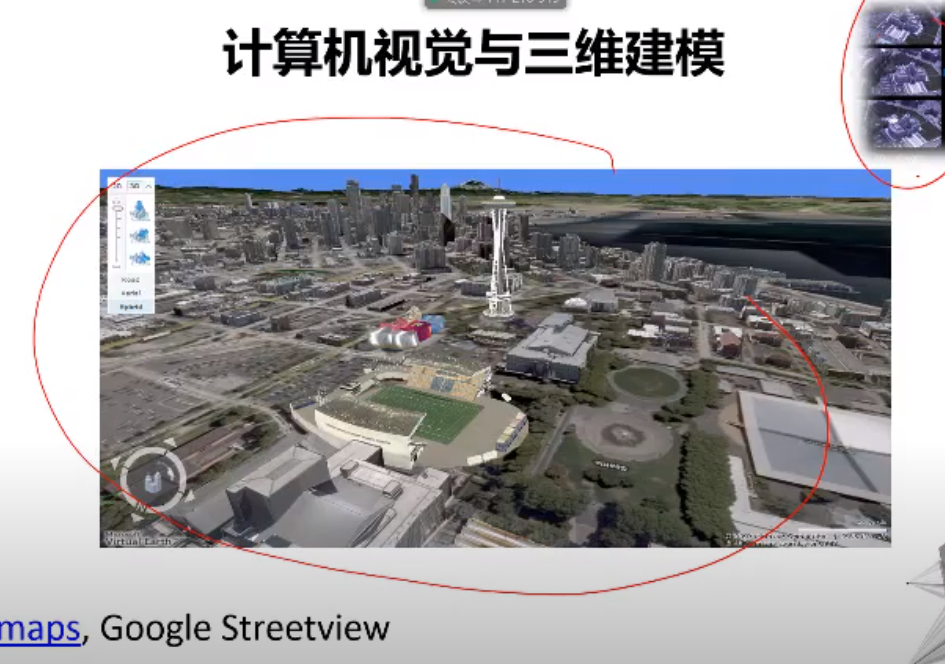 计算机视觉与三维建模
2D 3D
Road
Aerial
Hybrid
Virtual Earth
maps, Google Streetview